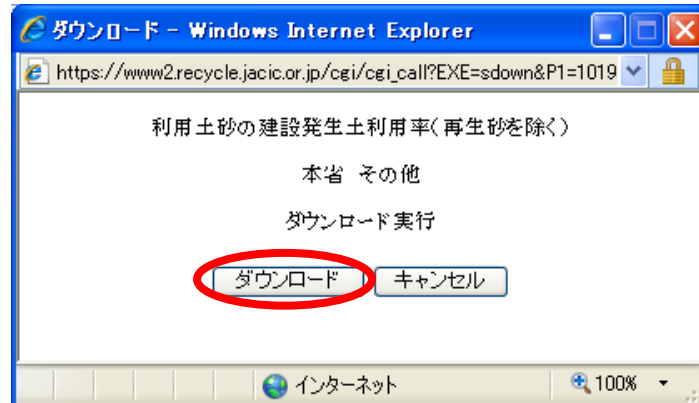 ダウンロード - Windows Internet Explorer
https://www2.recycle.jacic.or.jp/cgi/cgi_call?EXE=sdown&P1=1019
利用土砂の建設発生土利用率(再生砂を除く)
本省 その他
ダウンロード実行
ダウンロード キャンセル
インターネット 100%